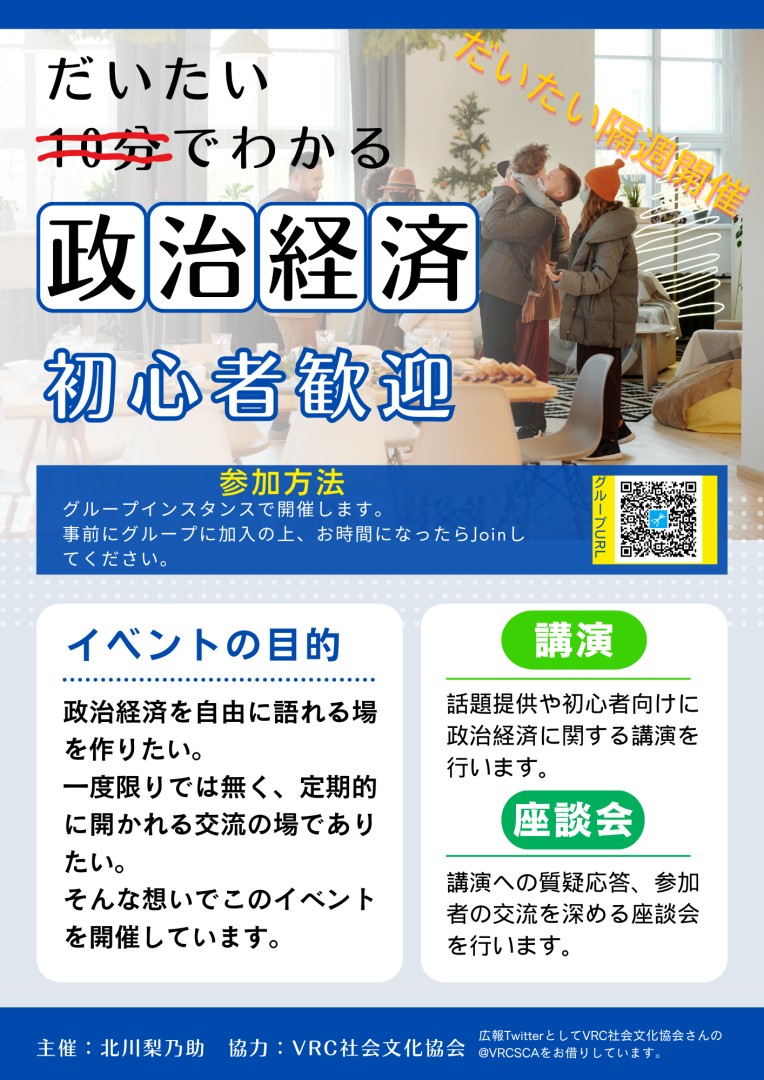 だいたい
10分でわかる
だいたい隔週開催
政治経済
初心者歓迎
参加方法
グループインスタンスで開催します。
事前にグループに加入の上、お時間になったらJoinし
てください。
グループURL
イベントの目的
政治経済を自由に語れる場
を作りたい。
一度限りでは無く、定期的
に開かれる交流の場であり
たい。
そんな想いでこのイベント
を開催しています。
講演
話題提供や初心者向けに
政治経済に関する講演を
行います。
座談会
講演への質疑応答、参加
者の交流を深める座談会
を行います。
主催：北川梨乃助　協力：VRC社会文化協会
広報TwitterとしてVRC社会文化協会さんの
@VRCSCAをお借りしています。